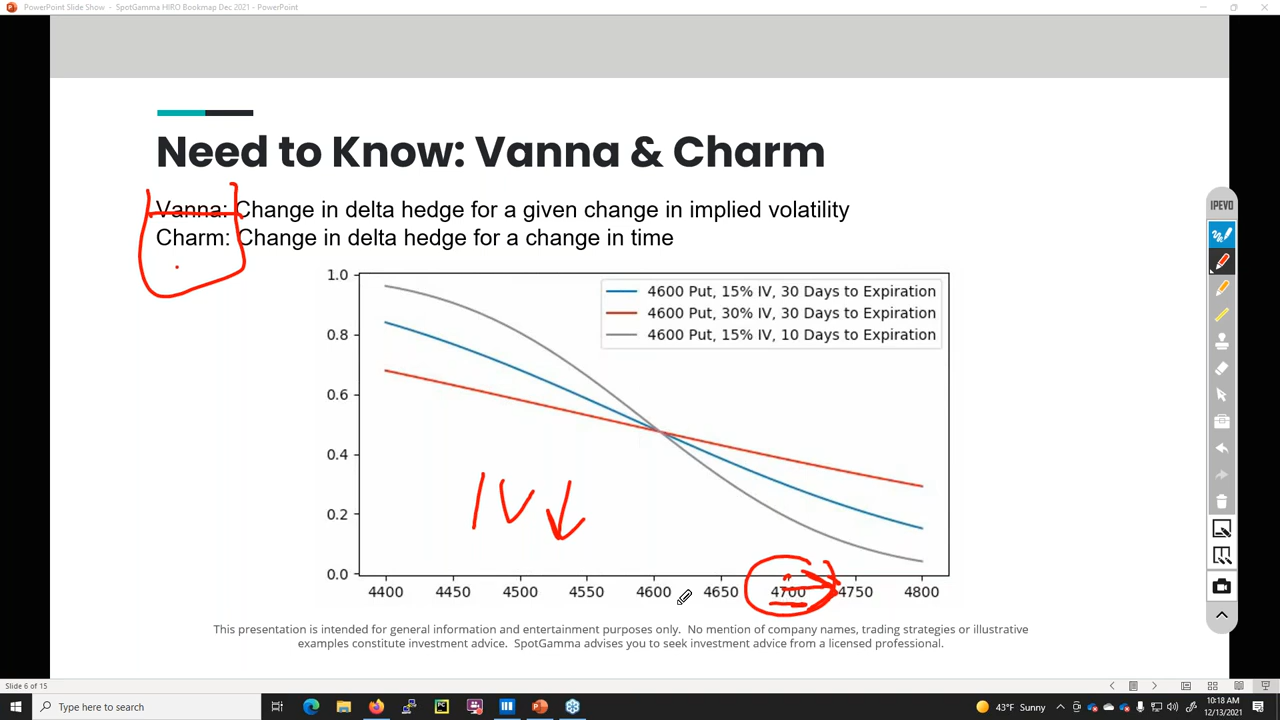 PowerPoint Slide Show - SpotGamma HIRO Bookmap Dec 2021 - PowerPoint
Need to Know: Vanna & Charm
Vanna: Change in delta hedge for a given change in implied volatility
Charm: Change in delta hedge for a change in time
1.0
0.8
0.6
0.4
0.2
0.0
4600 Put, 15% IV, 30 Days to Expiration
4600 Put, 30% IV, 30 Days to Expiration
4600 Put, 15% IV, 10 Days to Expiration
IV
4400 4450 4500 4550 4600 4650 4700 4750 4800
This presentation is intended for general information and entertainment purposes only. No mention of company names, trading strategies or illustrative
examples constitute investment advice. SpotGamma advises you to seek investment advice from a licensed professional.
IPEVO
Slide 6 of 15
Type here to search
43°F Sunny
10:18 AM
12/13/2021